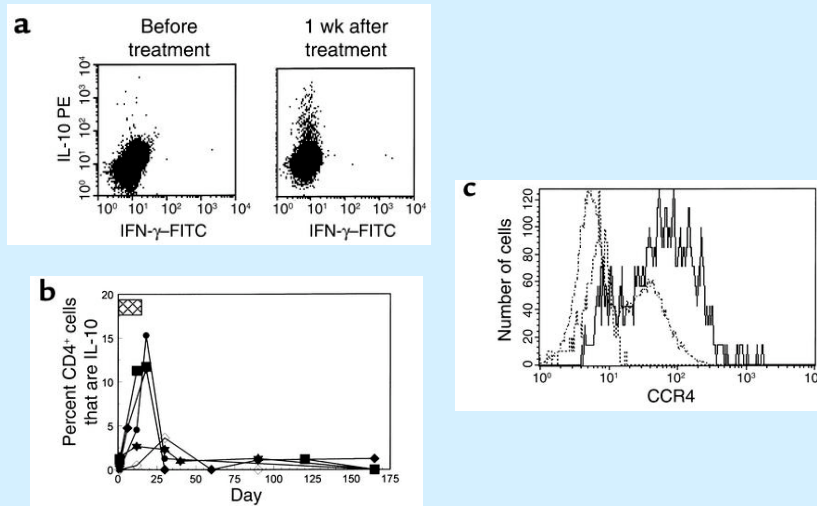 a
Before treatment
1 wk after treatment
IL-10 PE
10⁴
10³
10²
10¹
10⁰
10⁰ 10¹ 10² 10³ 10⁴
10⁰ 10¹ 10² 10³ 10⁴
IFN-γ–FITC
IFN-γ–FITC
b
Percent CD4⁺ cells
that are IL-10
20
15
10
5
0
0 25 50 75 100 125 150 175
Day
c
Number of cells
120
100
80
60
40
20
0
10⁰ 10¹ 10² 10³ 10
CCR4